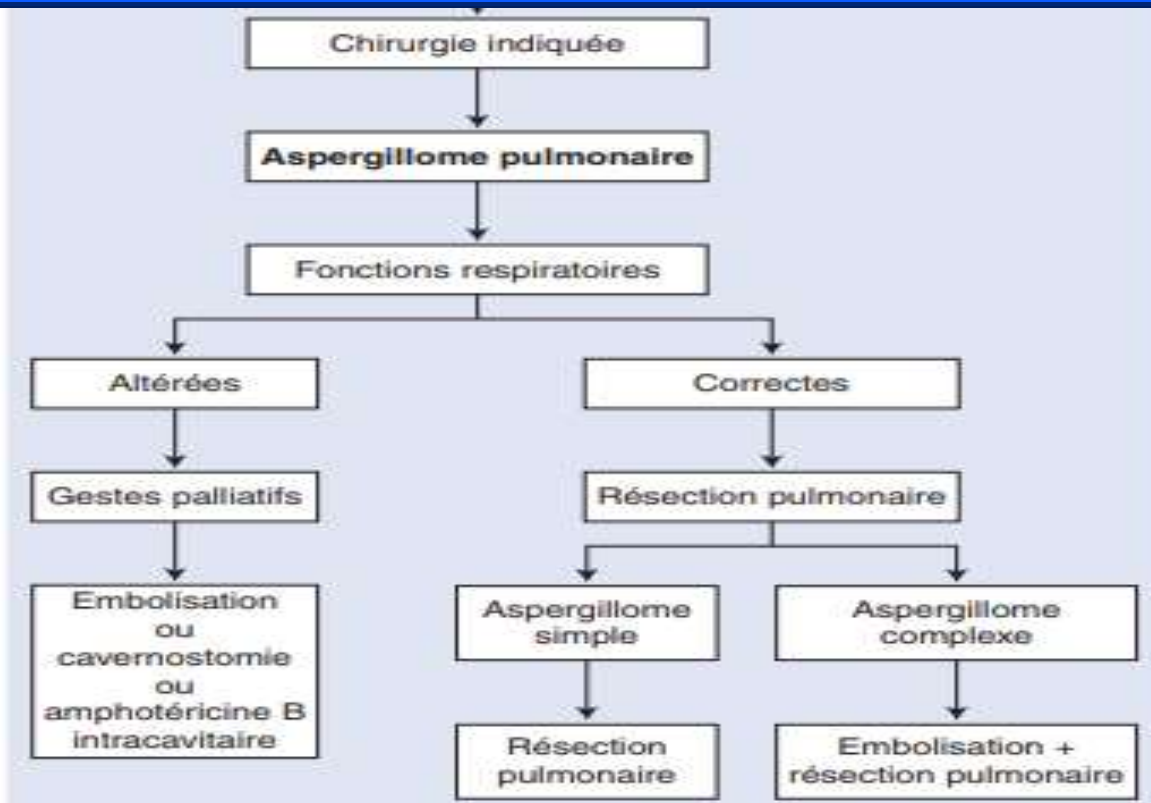 Chirurgie indiquée
Aspergillome pulmonaire
Fonctions respiratoires
Altérées
Correctes
Gestes palliatifs
Résection pulmonaire
Embolisation
ou
cavernostomie
ou
amphotéricine B
intracavitaire
Aspergillome
simple
Aspergillome
complexe
Résection
pulmonaire
Embolisation +
résection pulmonaire